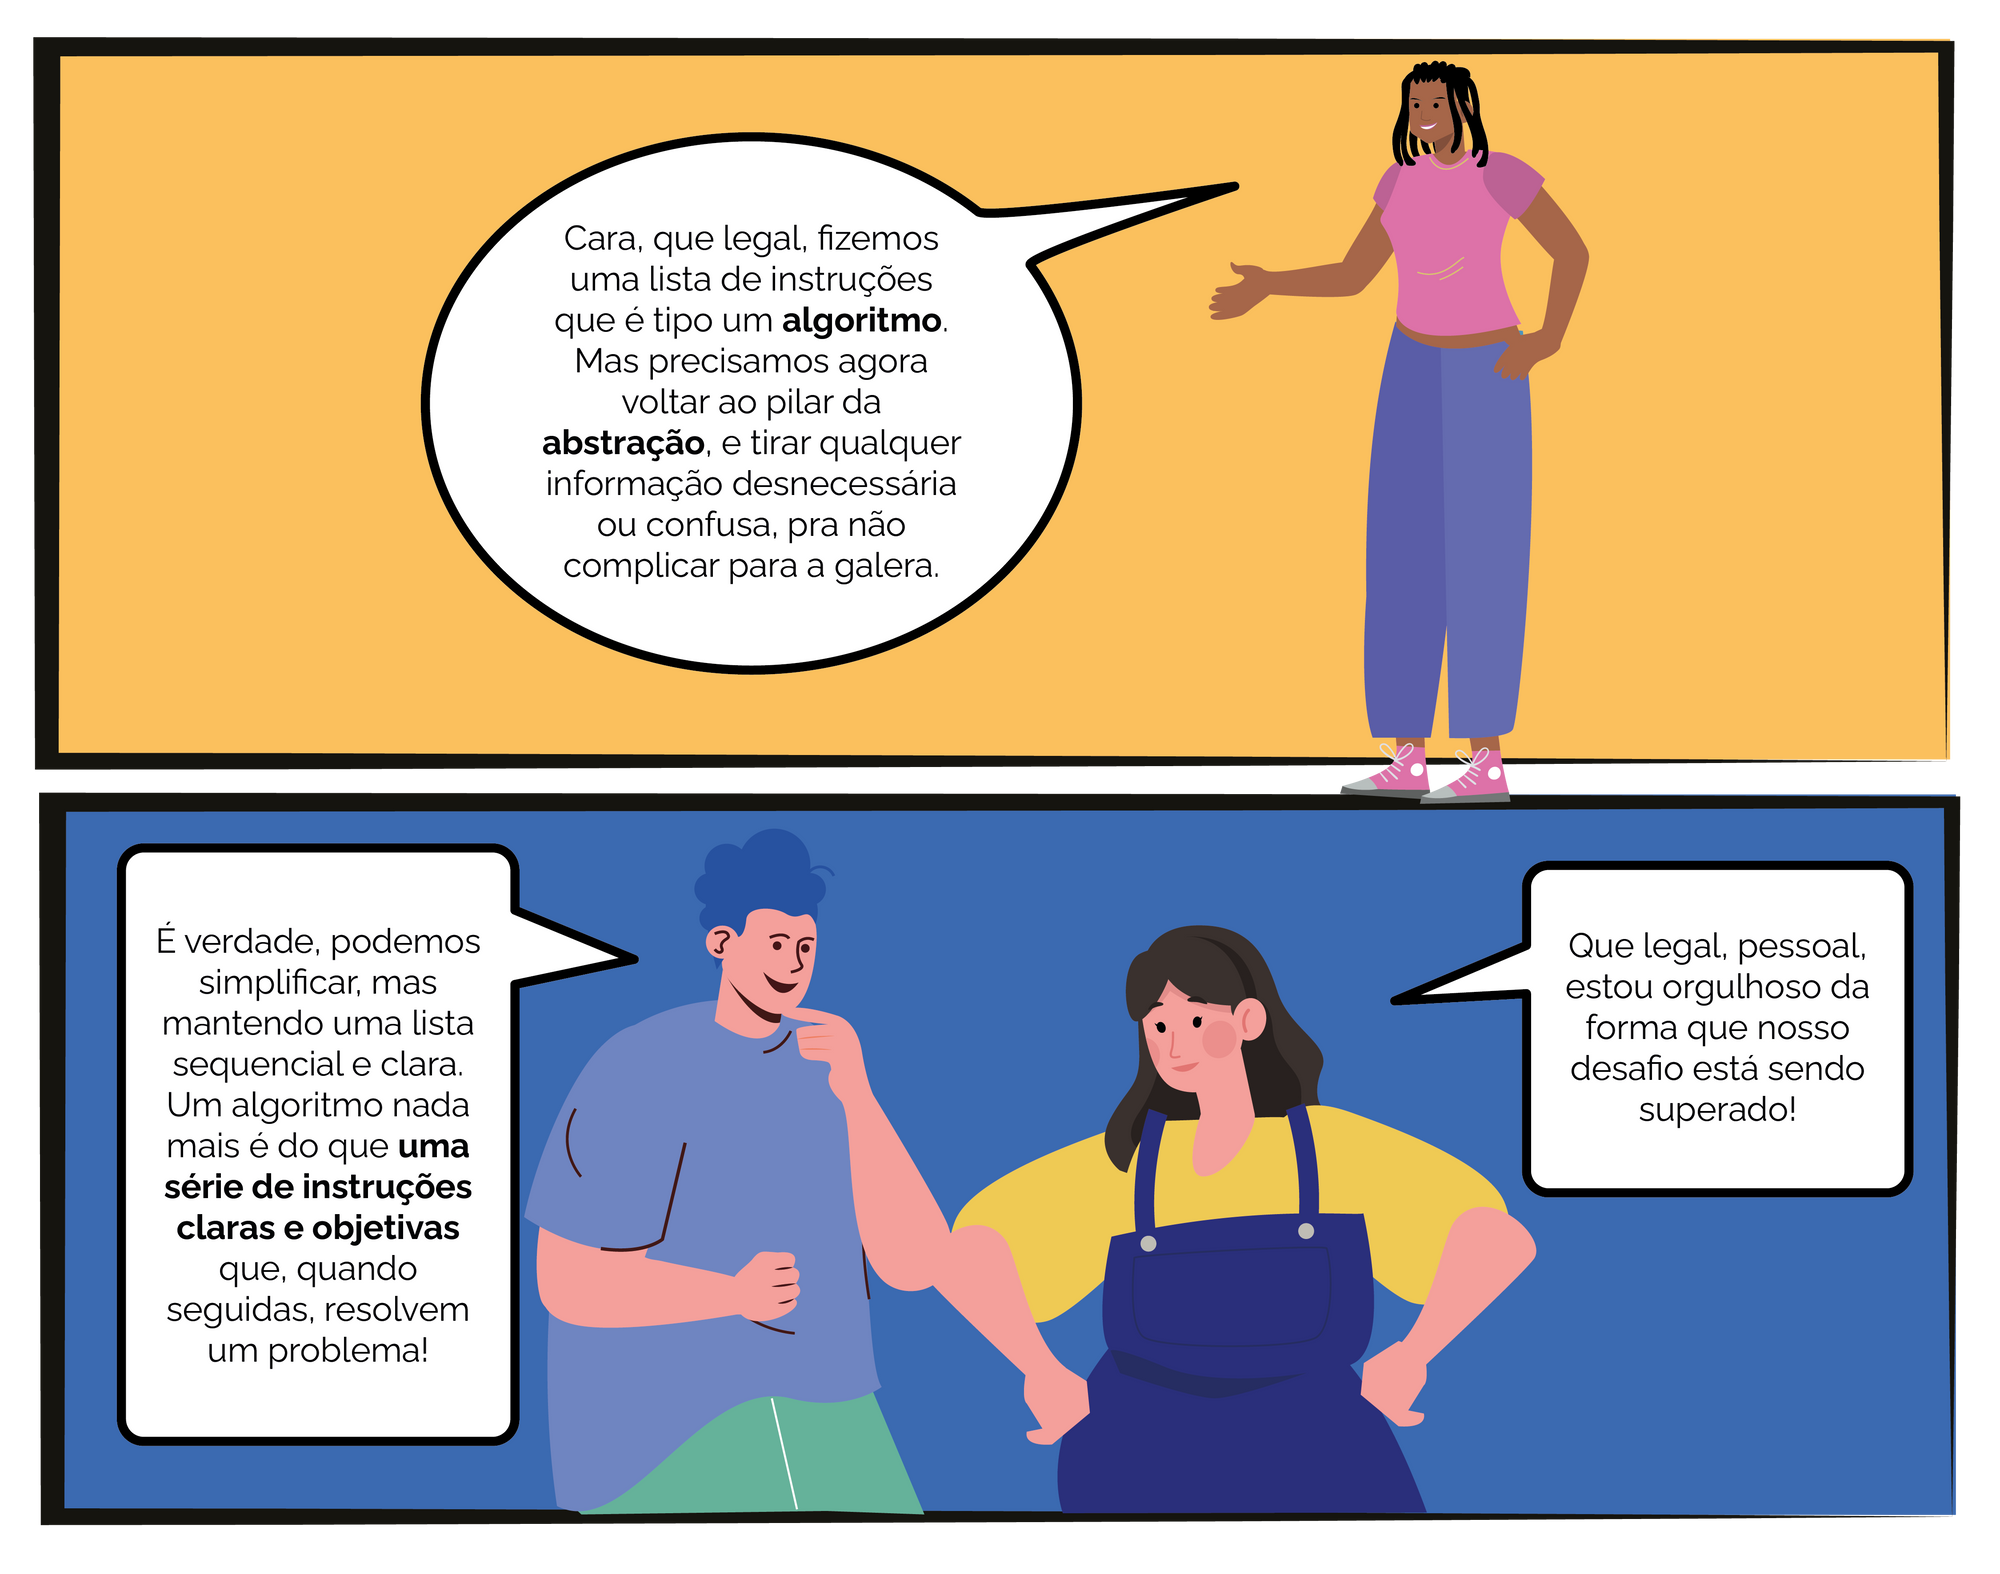 Cara, que legal, fizemos
uma lista de instruções
que é tipo um algoritmo.
Mas precisamos agora
voltar ao pilar da
abstração, e tirar qualquer
informação desnecessária
ou confusa, pra não
complicar para a galera.
É verdade, podemos
simplificar, mas
mantendo uma lista
sequencial e clara.
Um algoritmo nada
mais é do que uma
série de instruções
claras e objetivas
que, quando
seguidas, resolvem
um problema!
Que legal, pessoal,
estou orgulhoso da
forma que nosso
desafio está sendo
superado!